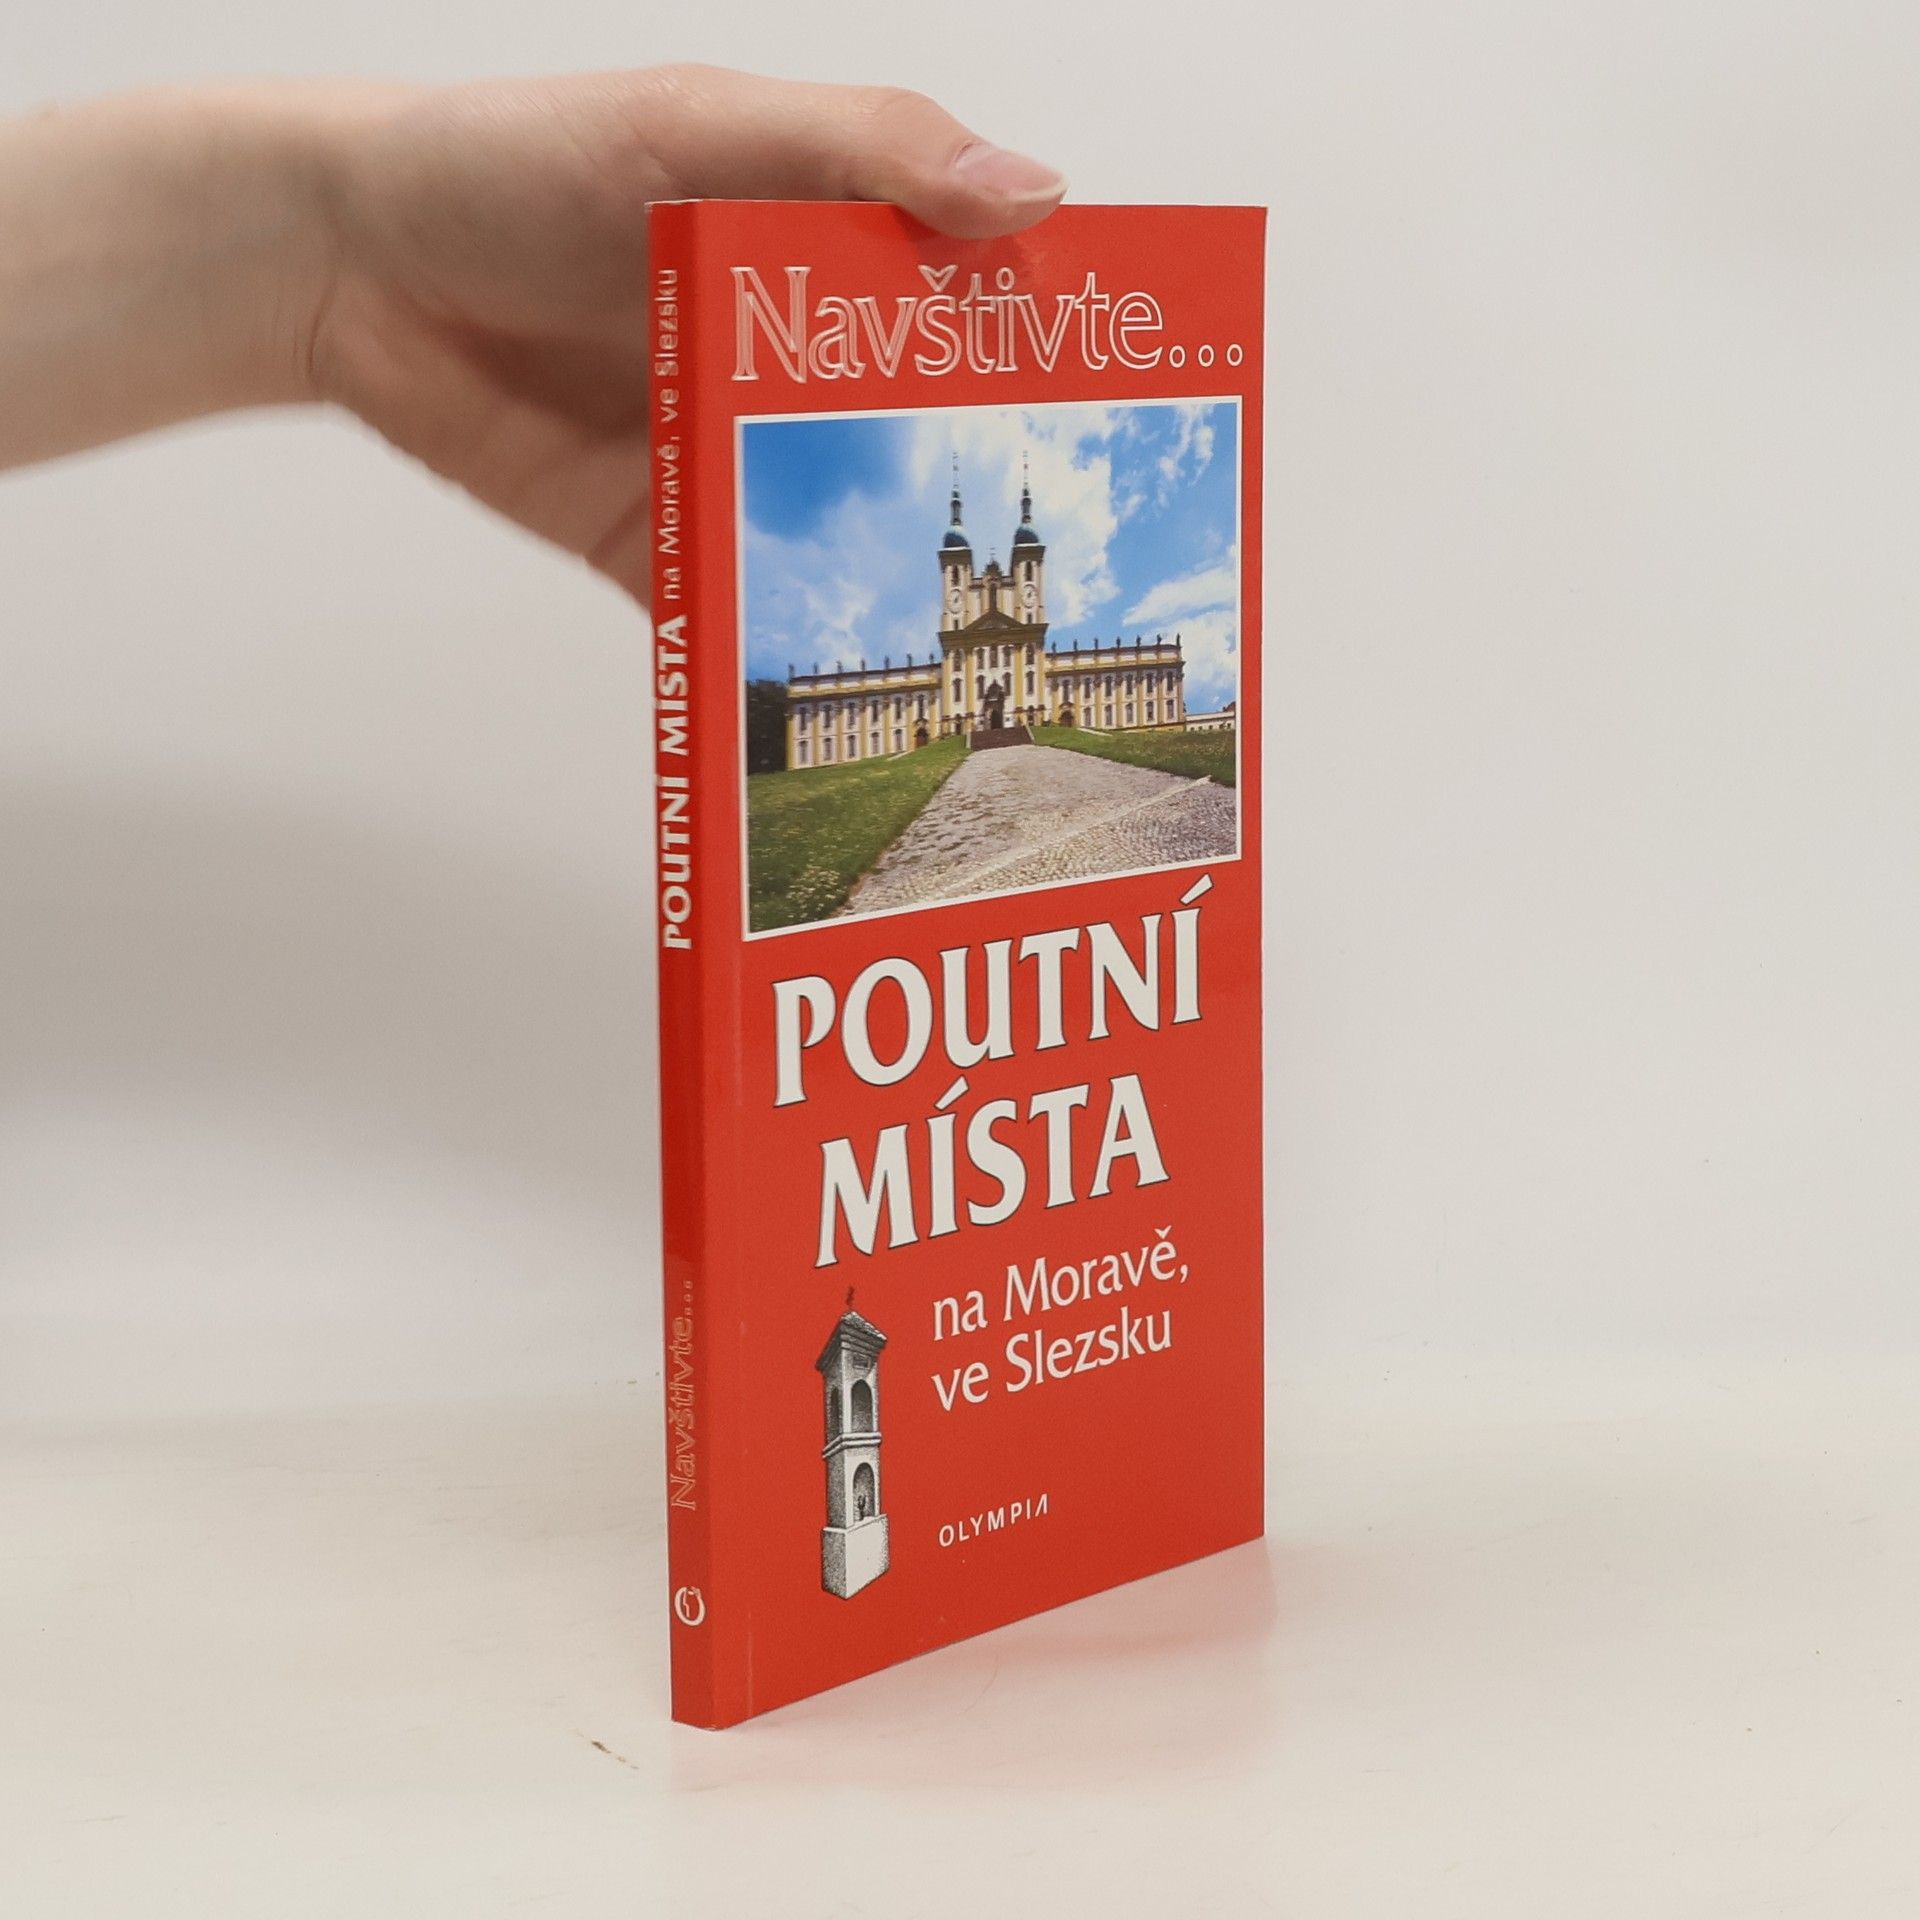 Navštivte...
POUTNÍ
MÍSTA
na Moravě,
ve Slezsku
OLYMPIA
POUTNÍ MÍSTA na Moravě, ve Slezsku
Navštivte...